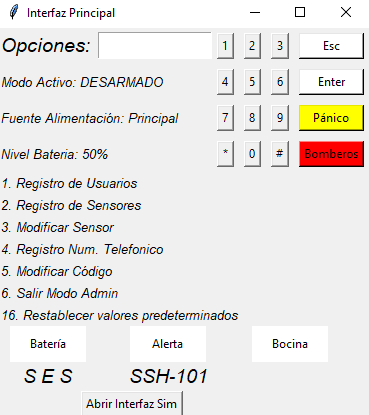 Interfaz Principal
Opciones: 1 2 3 Esc
Modo Activo: DESARMADO 4 5 6 Enter
Fuente Alimentación: Principal 7 8 9 Pánico
Nivel Bateria: 50% * 0 # Bomberos
1. Registro de Usuarios
2. Registro de Sensores
3. Modificar Sensor
4. Registro Num. Telefonico
5. Modificar Código
6. Salir Modo Admin
16. Restablecer valores predeterminados
Batería Alerta Bocina
S E S SSH-101
Abrir Interfaz Sim